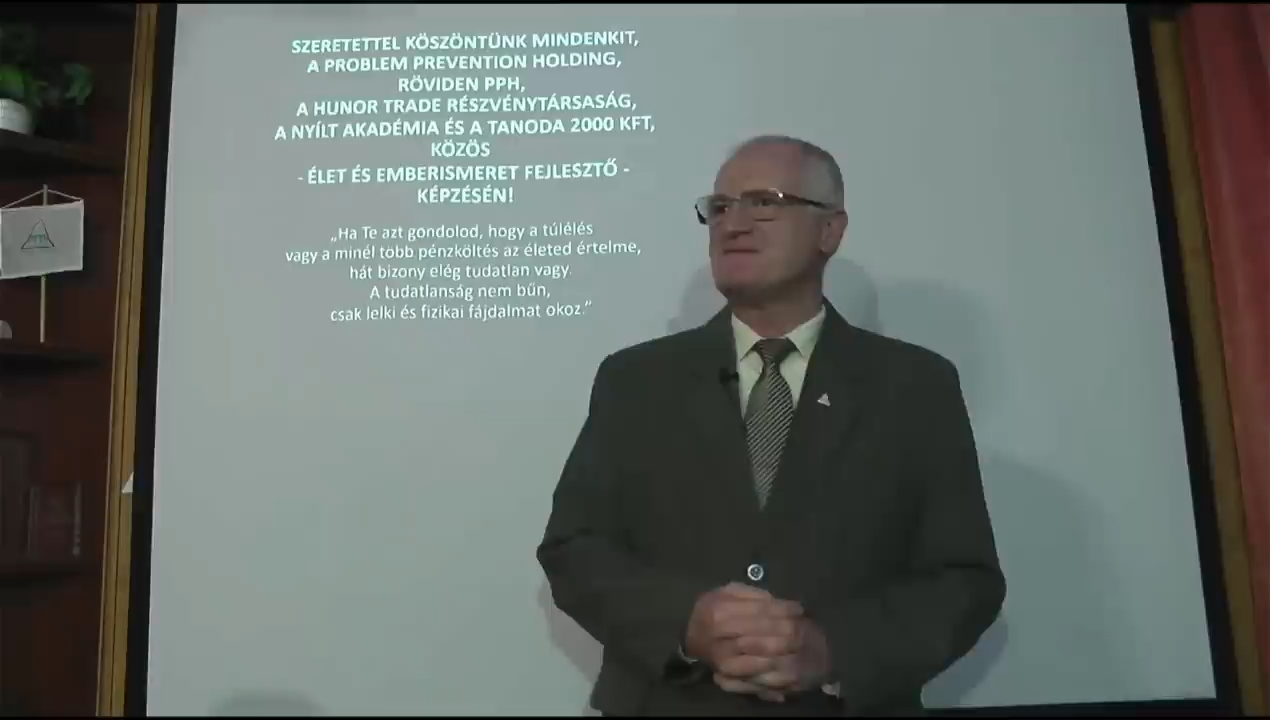 SZERETETTEL KÖSZÖNTÜNK MINDENKIT,
A PROBLEM PREVENTION HOLDING,
RÖVIDEN PPH,
A HUNOR TRADE RÉSZVÉNYTÁRSASÁG,
A NYÍLT AKADÉMIA ÉS A TANODA 2000 KFT,
KÖZÖS
- ÉLET ÉS EMBERISMERET FEJLESZTŐ -
KÉPZÉSÉN!
„Ha Te azt gondolod, hogy a túlélés
vagy a minél több pénzköltés az életed értelme,
hát bizony elég tudatlan vagy.
A tudatlanság nem bűn,
csak lelki és fizikai fájdalmat okoz.”